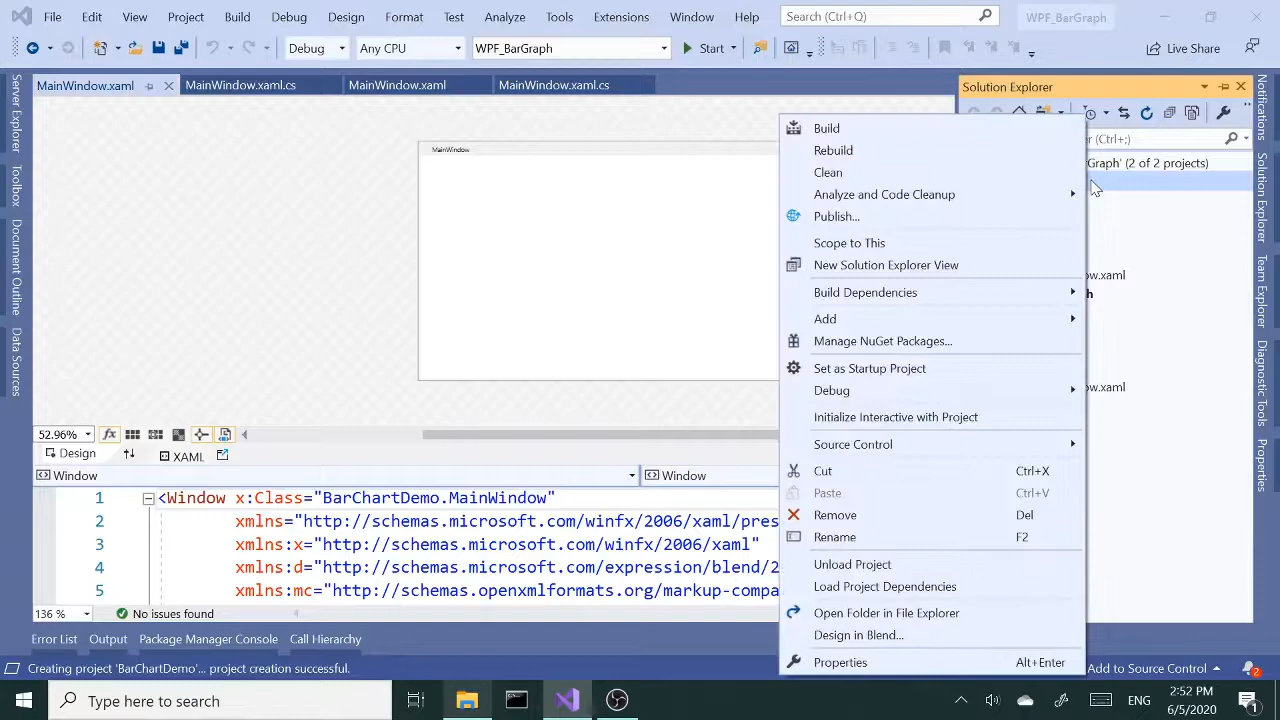 File Edit View Project Build Debug Design Format Test Analyze Tools Extensions Window Help Search (Ctrl+Q) WPF_BarGraph
Debug Any CPU WPF_BarGraph Start Live Share
MainWindow.xaml MainWindow.xaml.cs MainWindow.xaml MainWindow.xaml.cs
Solution Explorer
Server Explorer
Toolbox
Document Outline
Data Sources
MainWindow
Build
Rebuild
Clean
Analyze and Code Cleanup
Publish...
Scope to This
New Solution Explorer View
Build Dependencies
Add
Manage NuGet Packages...
Set as Startup Project
Debug
Initialize Interactive with Project
Source Control
Cut Ctrl+X
Paste Ctrl+V
Remove Del
Rename F2
Unload Project
Load Project Dependencies
Open Folder in File Explorer
Design in Blend...
Properties Alt+Enter
r (Ctrl+;)
Graph' (2 of 2 projects)
ow.xaml
h
ow.xaml
Notifications
Solution Explorer
Team Explorer
Diagnostic Tools
Properties
52.96%
Design XAML
Window Window
1 <Window x:Class="BarChartDemo.MainWindow"
2 xmlns="http://schemas.microsoft.com/winfx/2006/xaml/pres
3 xmlns:x="http://schemas.microsoft.com/winfx/2006/xaml"
4 xmlns:d="http://schemas.microsoft.com/expression/blend/2
5 xmlns:mc="http://schemas.openxmlformats.org/markup-compa
136 % No issues found
Error List Output Package Manager Console Call Hierarchy
Creating project 'BarChartDemo'... project creation successful. Add to Source Control 2
Type here to search ENG 2:52 PM
6/5/2020 1